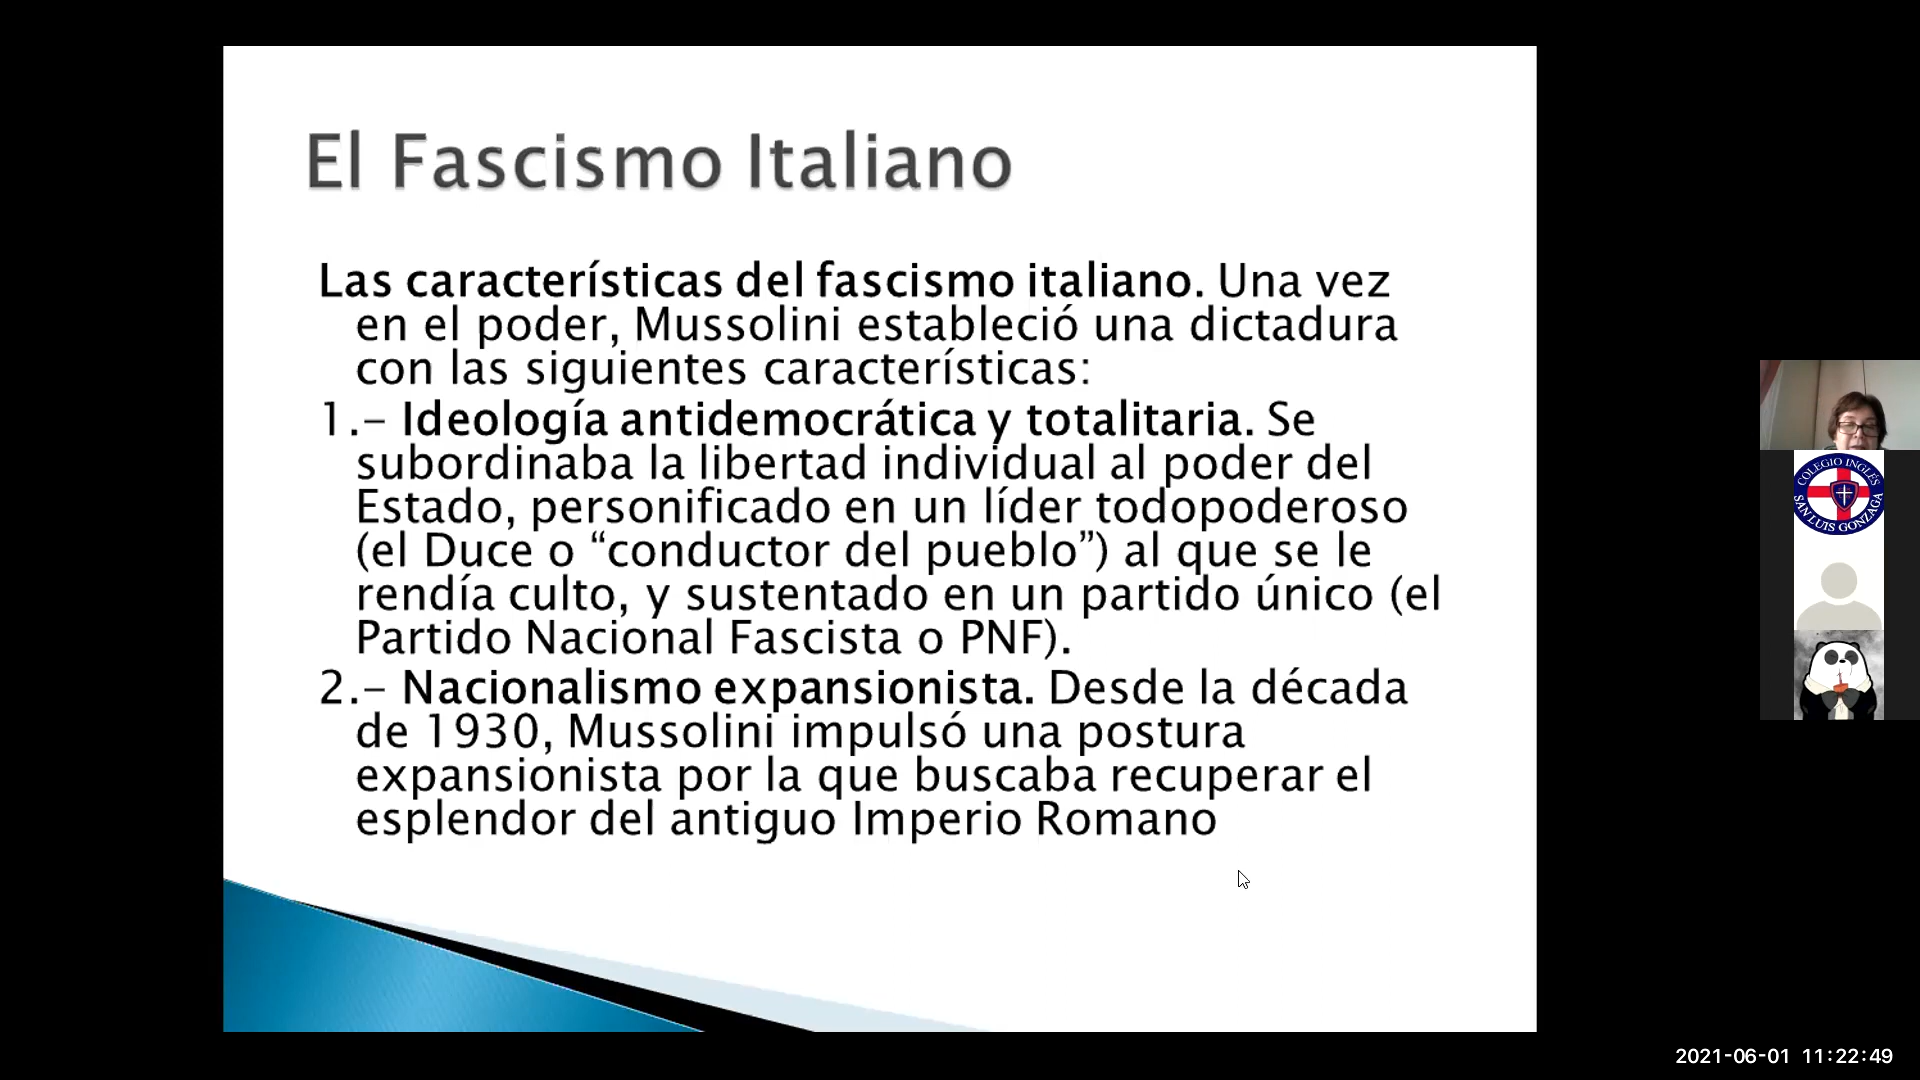 El Fascismo Italiano
Las características del fascismo italiano. Una vez
en el poder, Mussolini estableció una dictadura
con las siguientes características:
1.- Ideología antidemocrática y totalitaria. Se
subordinaba la libertad individual al poder del
Estado, personificado en un líder todopoderoso
(el Duce o “conductor del pueblo”) al que se le
rendía culto, y sustentado en un partido único (el
Partido Nacional Fascista o PNF).
2.- Nacionalismo expansionista. Desde la década
de 1930, Mussolini impulsó una postura
expansionista por la que buscaba recuperar el
esplendor del antiguo Imperio Romano
COLEGIO INGLÉS
SAN LUIS GONZAGA
2021-06-01 11:22:49